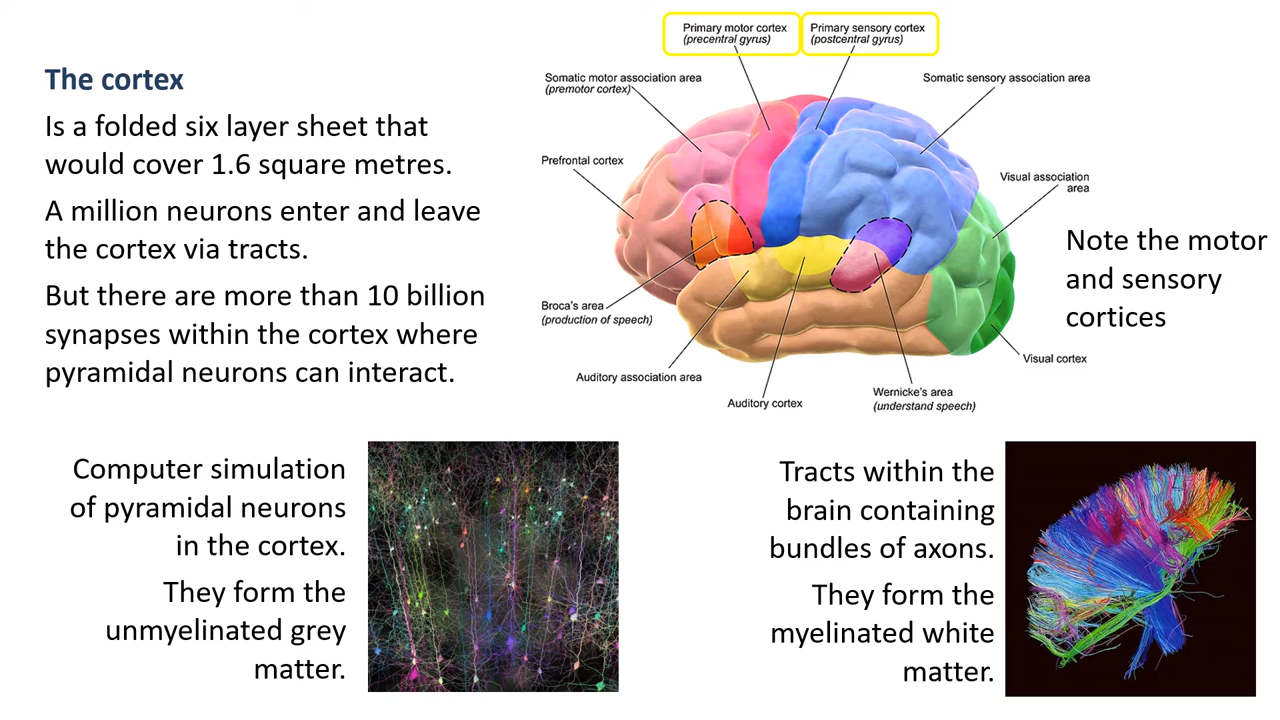 The cortex
Is a folded six layer sheet that
would cover 1.6 square metres.
A million neurons enter and leave
the cortex via tracts.
But there are more than 10 billion
synapses within the cortex where
pyramidal neurons can interact.
Primary motor cortex
(precentral gyrus)
Primary sensory cortex
(postcentral gyrus)
Somatic motor association area
(premotor cortex)
Somatic sensory association area
Prefrontal cortex
Visual association
area
Broca's area
(production of speech)
Visual cortex
Auditory association area
Auditory cortex
Wernicke's area
(understand speech)
Note the motor
and sensory
cortices
Computer simulation
of pyramidal neurons
in the cortex.
They form the
unmyelinated grey
matter.
Tracts within the
brain containing
bundles of axons.
They form the
myelinated white
matter.